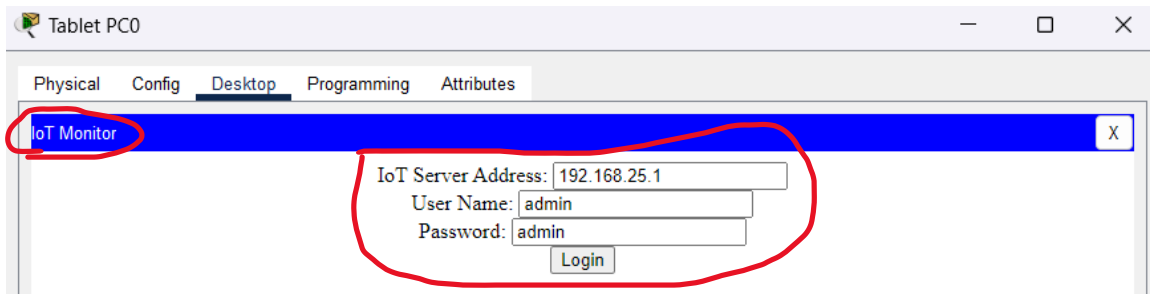 Tablet PC0
Physical Config Desktop Programming Attributes
IoT Monitor X
IoT Server Address: 192.168.25.1
User Name: admin
Password: admin
Login